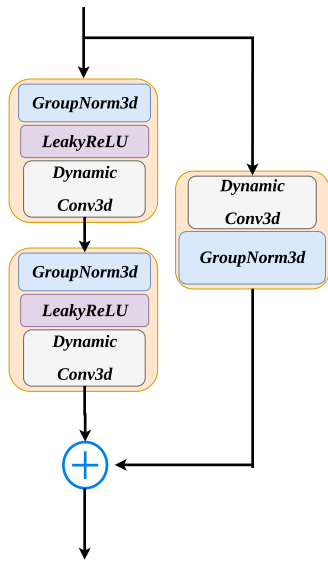 GroupNorm3d
LeakyReLU
Dynamic
Conv3d
GroupNorm3d
LeakyReLU
Dynamic
Conv3d
Dynamic
Conv3d
GroupNorm3d